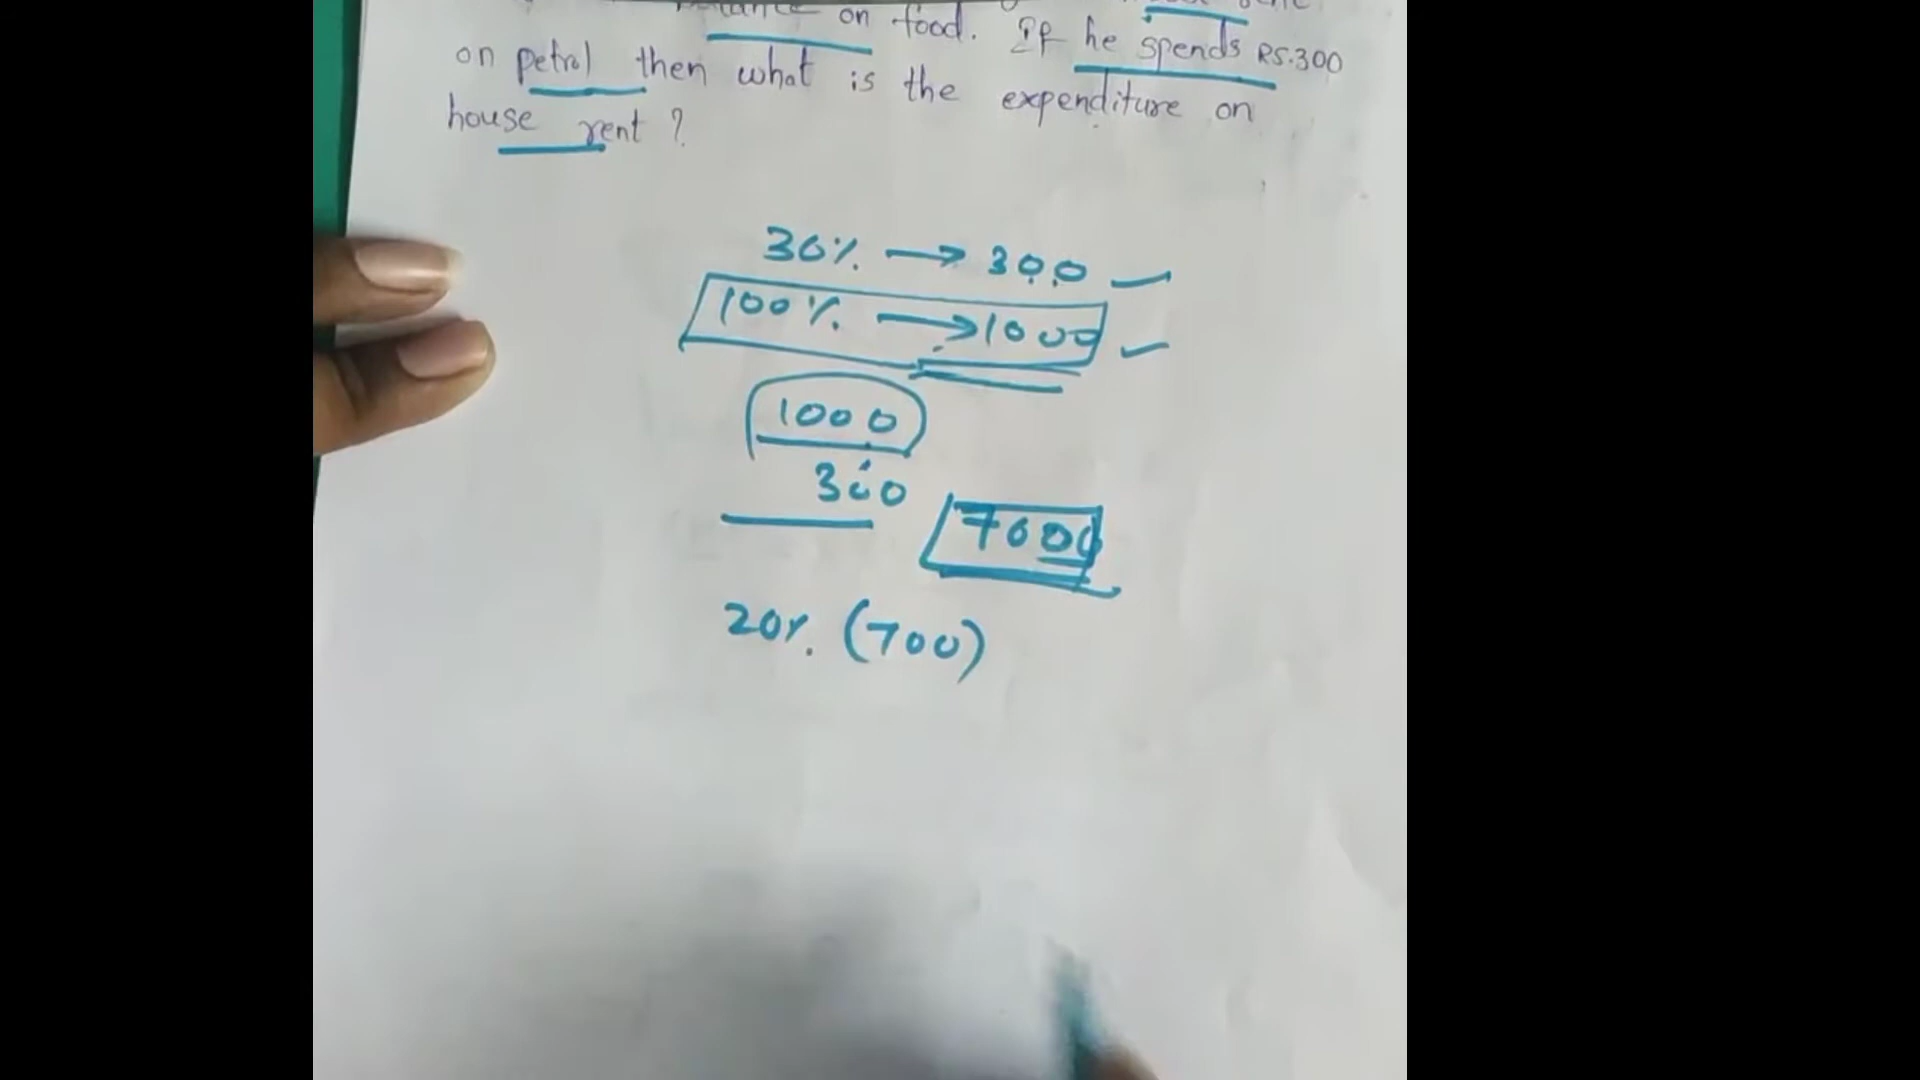 on food. If he spends RS.300
on petrol then what is the expenditure on
house rent ?
30% → 300
100% → 1000
1000
300
7000
20% (700)